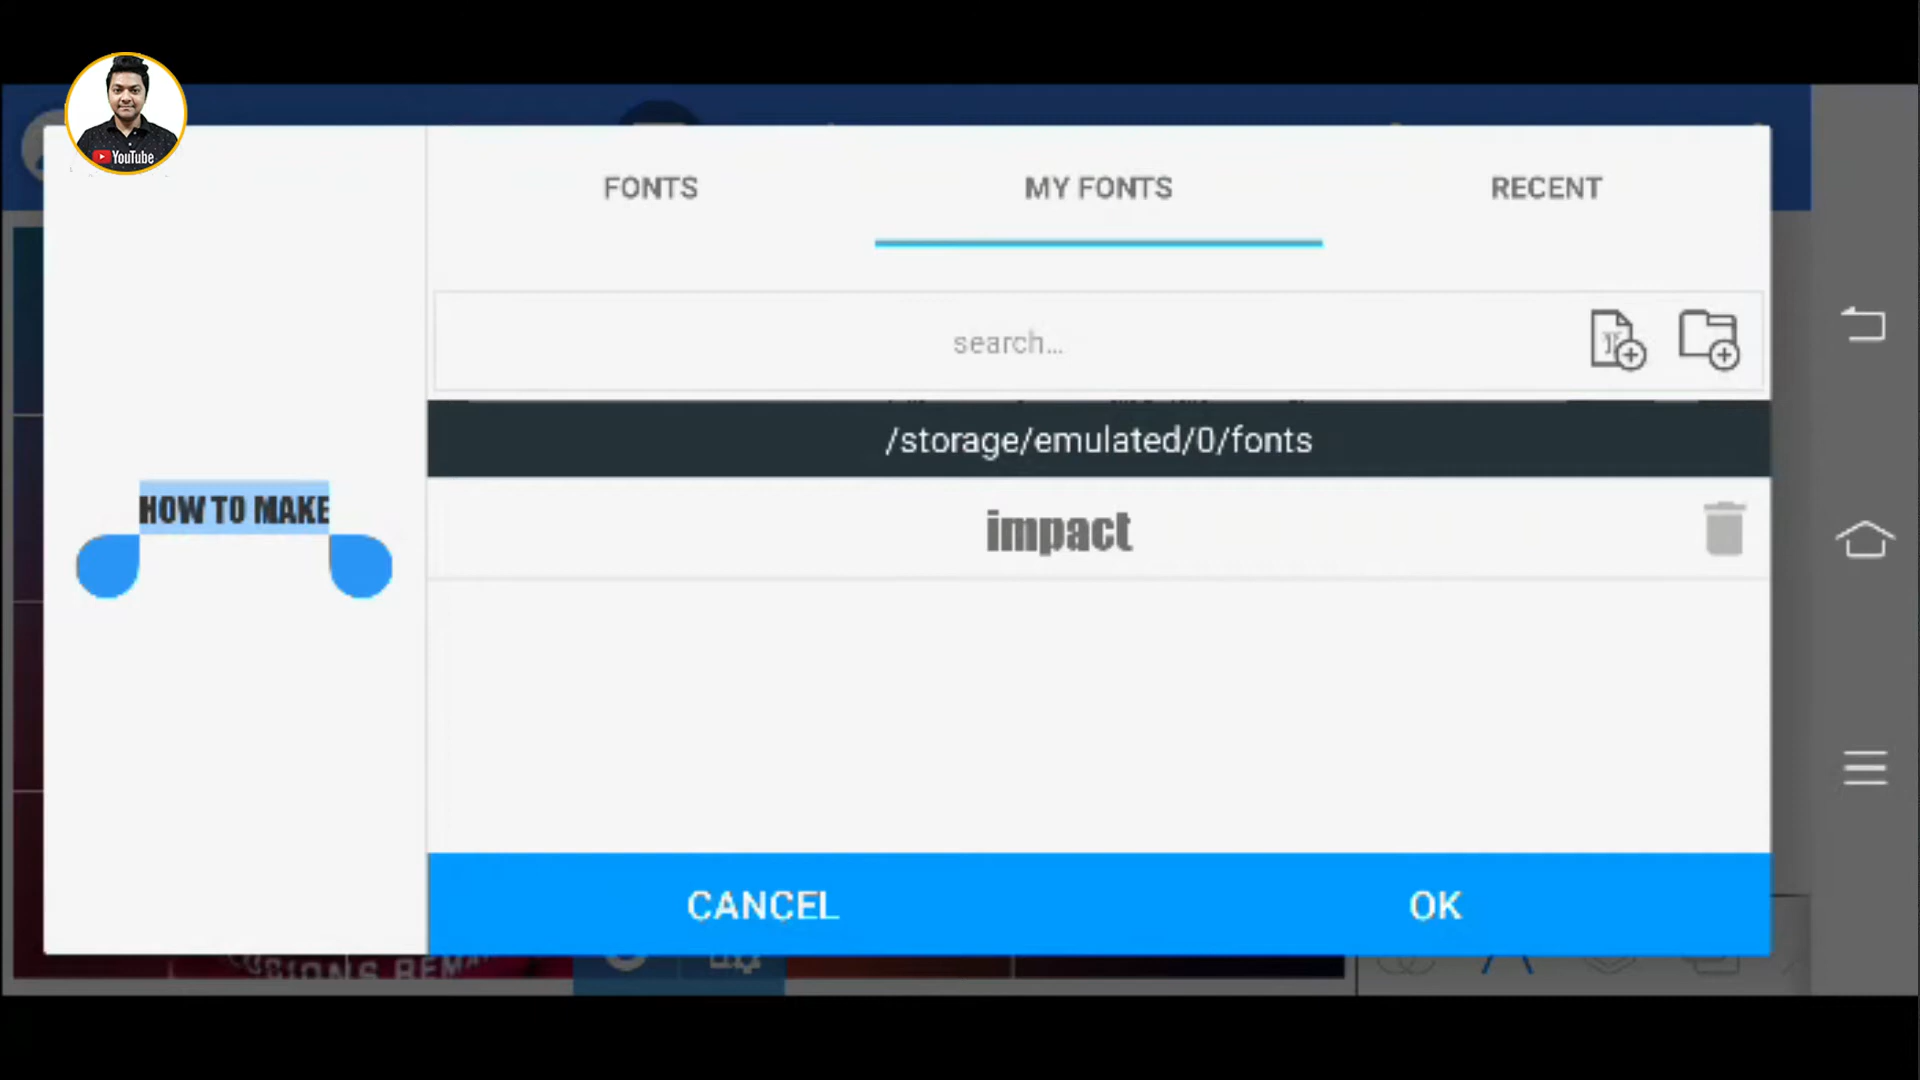 YouTube
FONTS
MY FONTS
RECENT
search...
/storage/emulated/0/fonts
HOW TO MAKE
impact
CANCEL
OK